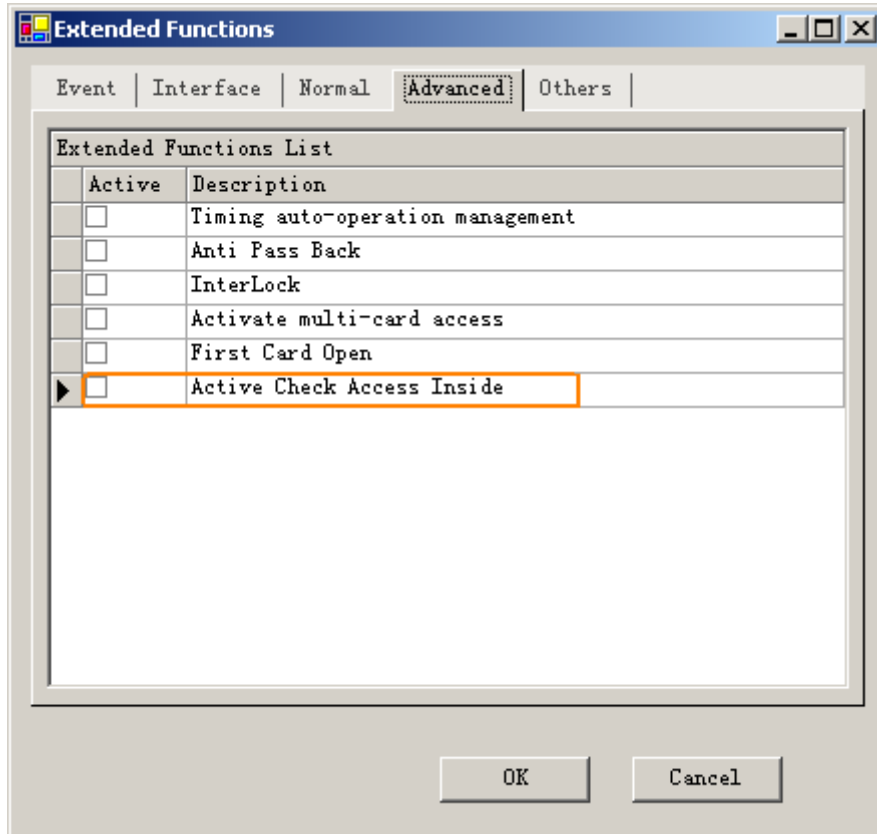 Extended Functions
Event Interface Normal Advanced Others
Extended Functions List
Active Description
Timing auto-operation management
Anti Pass Back
InterLock
Activate multi-card access
First Card Open
Active Check Access Inside
OK Cancel